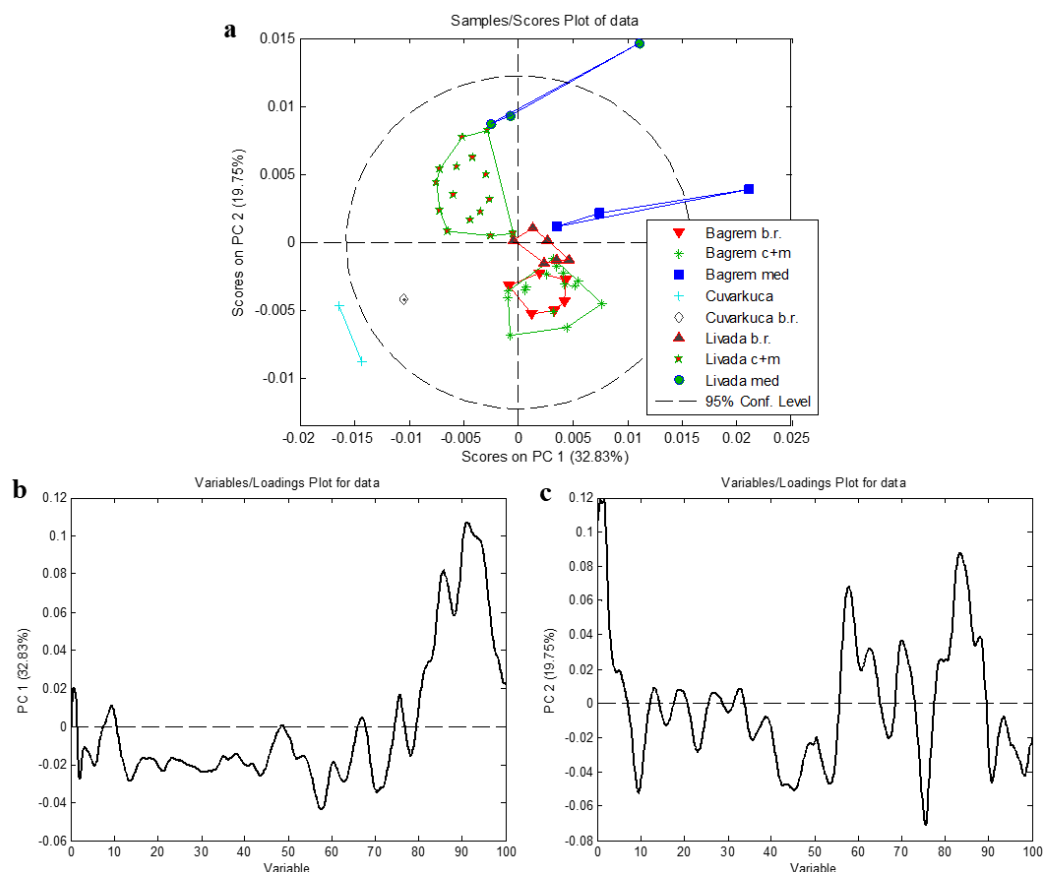 a
Samples/Scores Plot of data
Scores on PC 2 (19.75%)
0.015
0.01
0.005
0
-0.005
-0.01
-0.02
-0.015
-0.01
-0.005
0
0.005
0.01
0.015
0.02
0.025
Scores on PC 1 (32.83%)
Bagrem b.r.
Bagrem c+m
Bagrem med
Cuvarkuca
Cuvarkuca b.r.
Livada b.r.
Livada c+m
Livada med
95% Conf. Level
b
Variables/Loadings Plot for data
PC 1 (32.83%)
0.12
0.1
0.08
0.06
0.04
0.02
0
-0.02
-0.04
-0.06
0
10
20
30
40
50
60
70
80
90
100
Variable
c
Variables/Loadings Plot for data
PC 2 (19.75%)
0.12
0.1
0.08
0.06
0.04
0.02
0
-0.02
-0.04
-0.06
-0.08
0
10
20
30
40
50
60
70
80
90
100
Variable